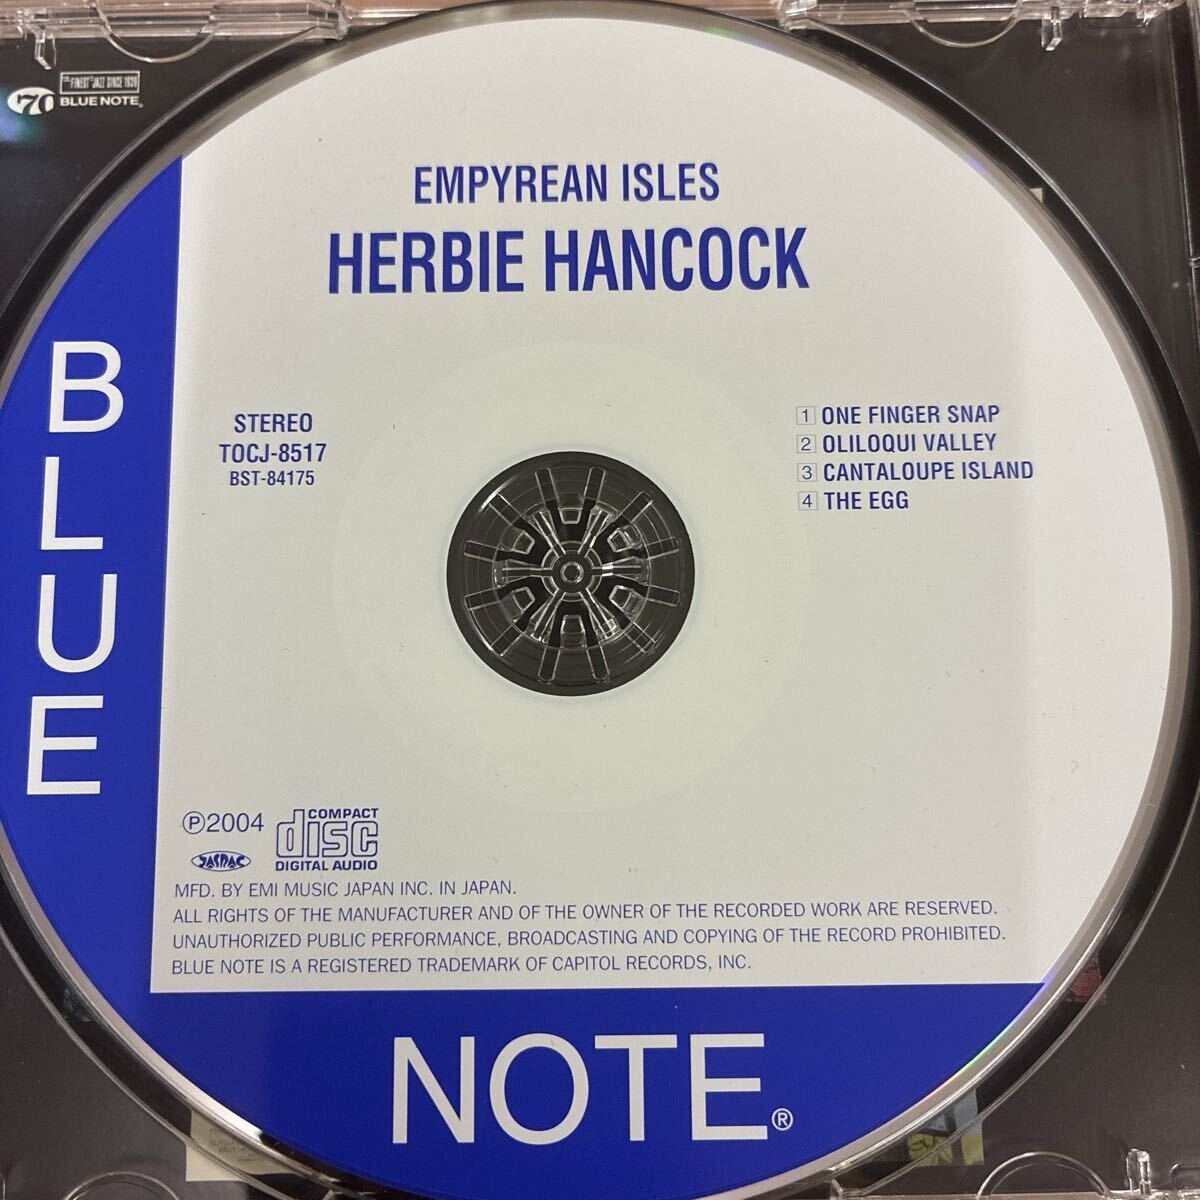 THE FINEST IN JAZZ SINCE 1939
70 BLUE NOTE®
EMPYREAN ISLES
HERBIE HANCOCK
STEREO
TOCJ-8517
BST-84175
1 ONE FINGER SNAP
2 OLILOQUI VALLEY
3 CANTALOUPE ISLAND
4 THE EGG
BLUE
Ⓟ2004
JASRAC
COMPACT
disc
DIGITAL AUDIO
MFD. BY EMI MUSIC JAPAN INC. IN JAPAN.
ALL RIGHTS OF THE MANUFACTURER AND OF THE OWNER OF THE RECORDED WORK ARE RESERVED.
UNAUTHORIZED PUBLIC PERFORMANCE, BROADCASTING AND COPYING OF THE RECORD PROHIBITED.
BLUE NOTE IS A REGISTERED TRADEMARK OF CAPITOL RECORDS, INC.
NOTE®